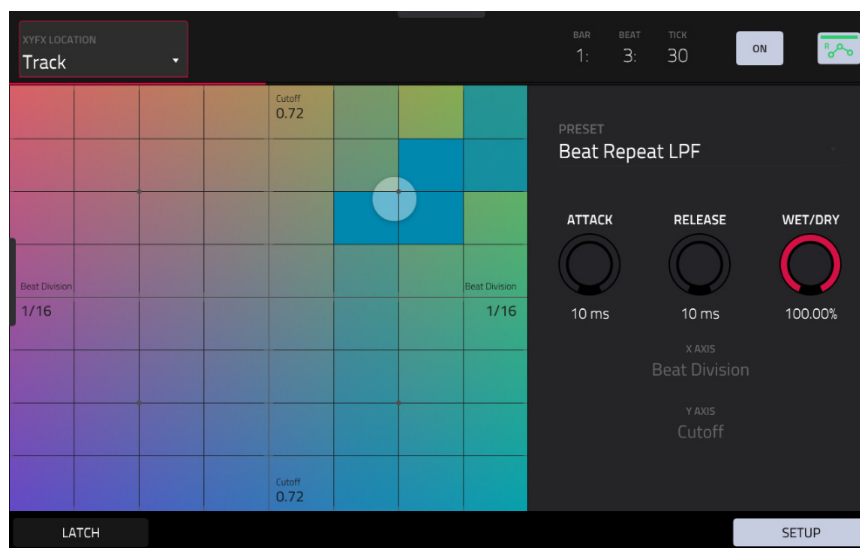 XYFX LOCATION
Track
BAR BEAT TICK
1: 3: 30
ON
R
Cutoff
0.72
PRESET
Beat Repeat LPF
ATTACK RELEASE WET/DRY
10 ms 10 ms 100.00%
Beat Division Beat Division
1/16 1/16
X AXIS
Beat Division
Y AXIS
Cutoff
Cutoff
0.72
LATCH SETUP